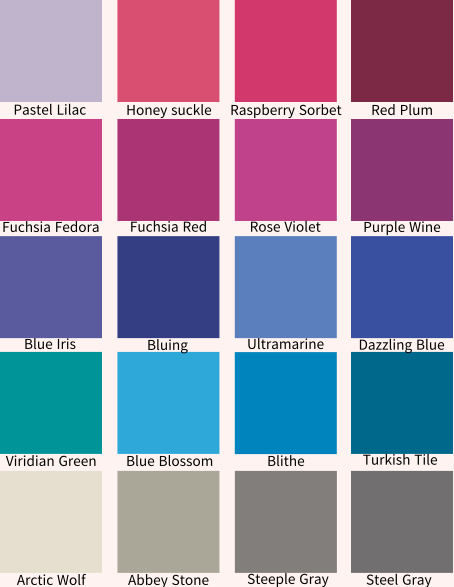 Pastel Lilac Honey suckle Raspberry Sorbet Red Plum
Fuchsia Fedora Fuchsia Red Rose Violet Purple Wine
Blue Iris Bluing Ultramarine Dazzling Blue
Viridian Green Blue Blossom Blithe Turkish Tile
Arctic Wolf Abbey Stone Steeple Gray Steel Gray